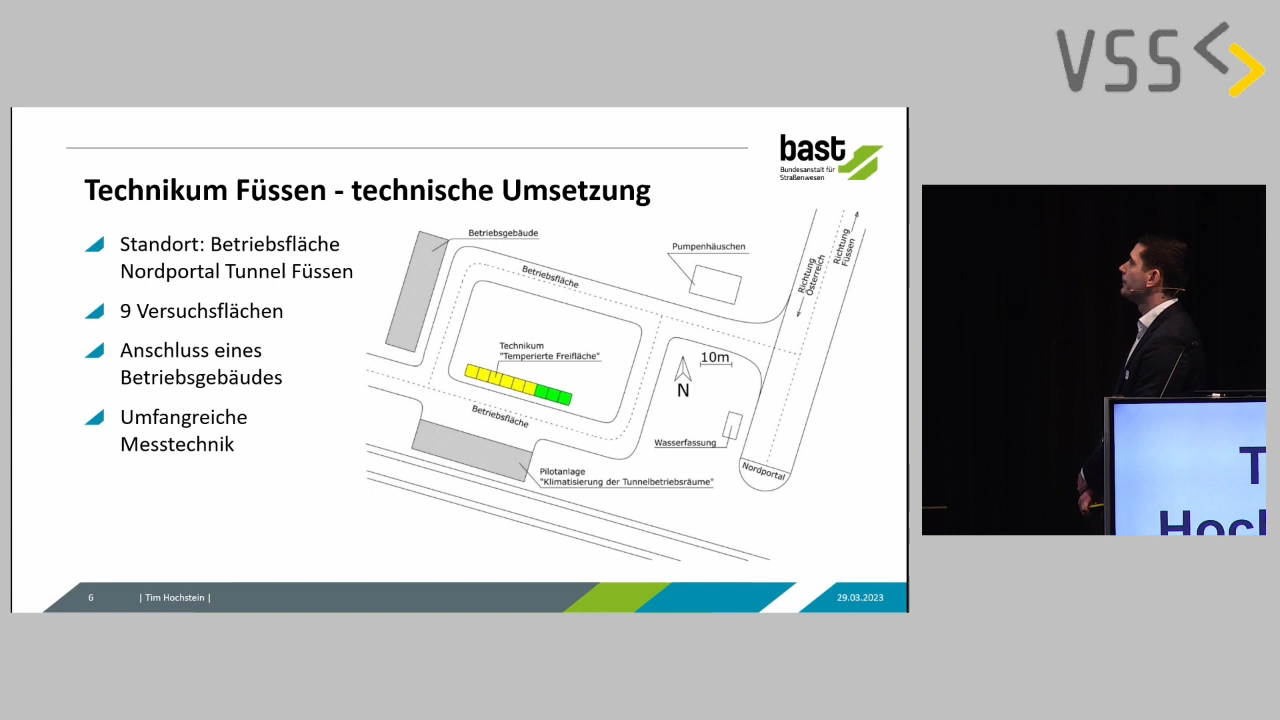 VSS
bast
Bundesanstalt für
Straßenwesen
Technikum Füssen - technische Umsetzung
Standort: Betriebsfläche
Nordportal Tunnel Füssen
9 Versuchsflächen
Anschluss eines
Betriebsgebäudes
Umfangreiche
Messtechnik
Betriebsgebäude
Pumpenhäuschen
Betriebsfläche
Richtung
Österreich
Richtung
Füssen
Technikum
"Temperierte Freifläche"
10m
N
Betriebsfläche
Wasserfassung
Nordportal
Pilotanlage
"Klimatisierung der Tunnelbetriebsräume"
6
| Tim Hochstein |
29.03.2023
T
Hoch